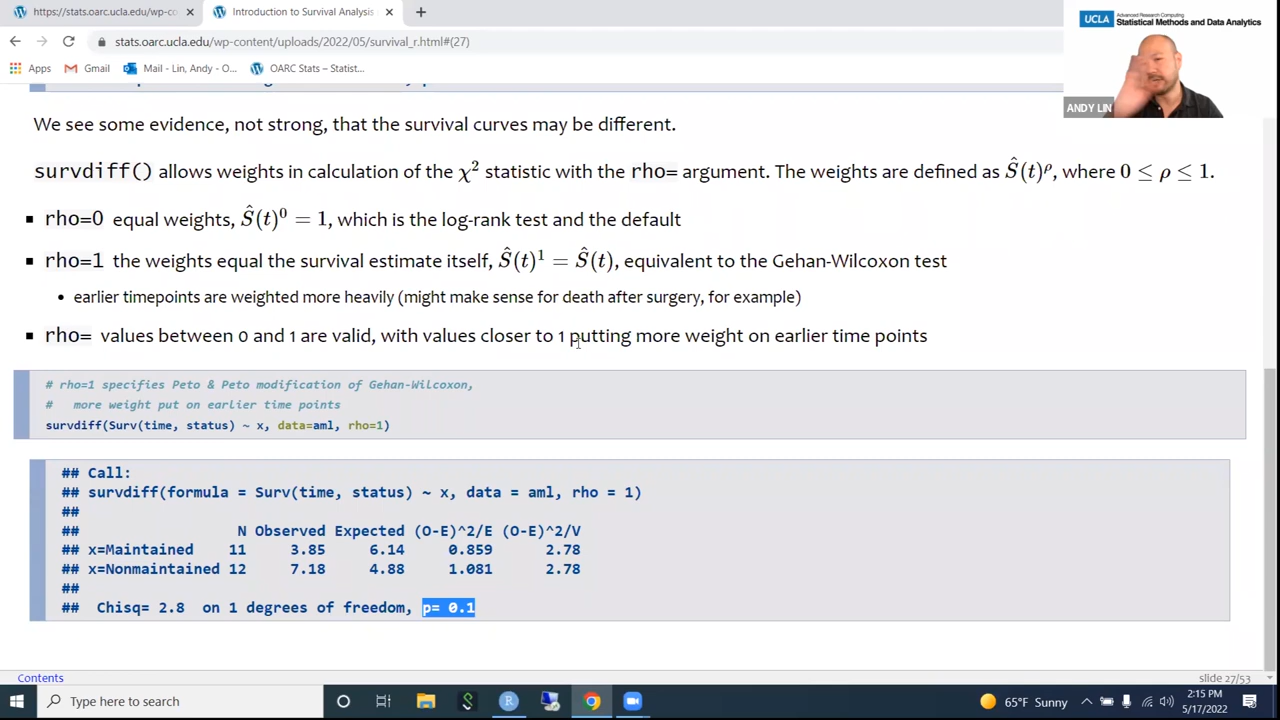 https://stats.oarc.ucla.edu/wp-co
Introduction to Survival Analysis
UCLA
Advanced Research Computing
Statistical Methods and Data Analytics
stats.oarc.ucla.edu/wp-content/uploads/2022/05/survival_r.html#(27)
Apps
Gmail
Mail - Lin, Andy - O...
OARC Stats – Statist...
ANDY LIN
We see some evidence, not strong, that the survival curves may be different.
survdiff() allows weights in calculation of the χ² statistic with the rho= argument. The weights are defined as Ŝ(t)^ρ, where 0 ≤ ρ ≤ 1.
▪ rho=0 equal weights, Ŝ(t)⁰ = 1, which is the log-rank test and the default
▪ rho=1 the weights equal the survival estimate itself, Ŝ(t)¹ = Ŝ(t), equivalent to the Gehan-Wilcoxon test
• earlier timepoints are weighted more heavily (might make sense for death after surgery, for example)
▪ rho= values between 0 and 1 are valid, with values closer to 1 putting more weight on earlier time points
# rho=1 specifies Peto & Peto modification of Gehan-Wilcoxon,
#   more weight put on earlier time points
survdiff(Surv(time, status) ~ x, data=aml, rho=1)
## Call:
## survdiff(formula = Surv(time, status) ~ x, data = aml, rho = 1)
##
##                  N Observed Expected (O-E)^2/E (O-E)^2/V
## x=Maintained    11     3.85     6.14     0.859      2.78
## x=Nonmaintained 12     7.18     4.88     1.081      2.78
##
##  Chisq= 2.8  on 1 degrees of freedom, p= 0.1
Contents
slide 27/53
Type here to search
65°F Sunny
2:15 PM
5/17/2022